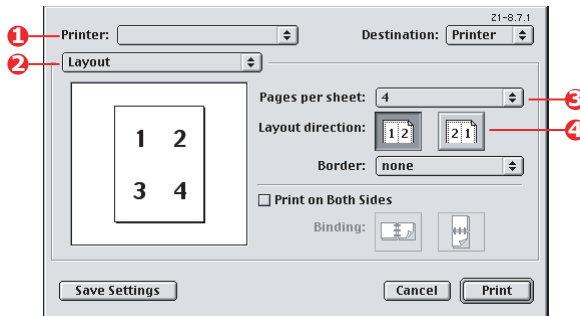 Z1-8.7.1
1 Printer: Destination: Printer
2 Layout
Pages per sheet: 4 3
Layout direction: 1 2 2 1 4
1 2
3 4
Border: none
Print on Both Sides
Binding:
Save Settings Cancel Print